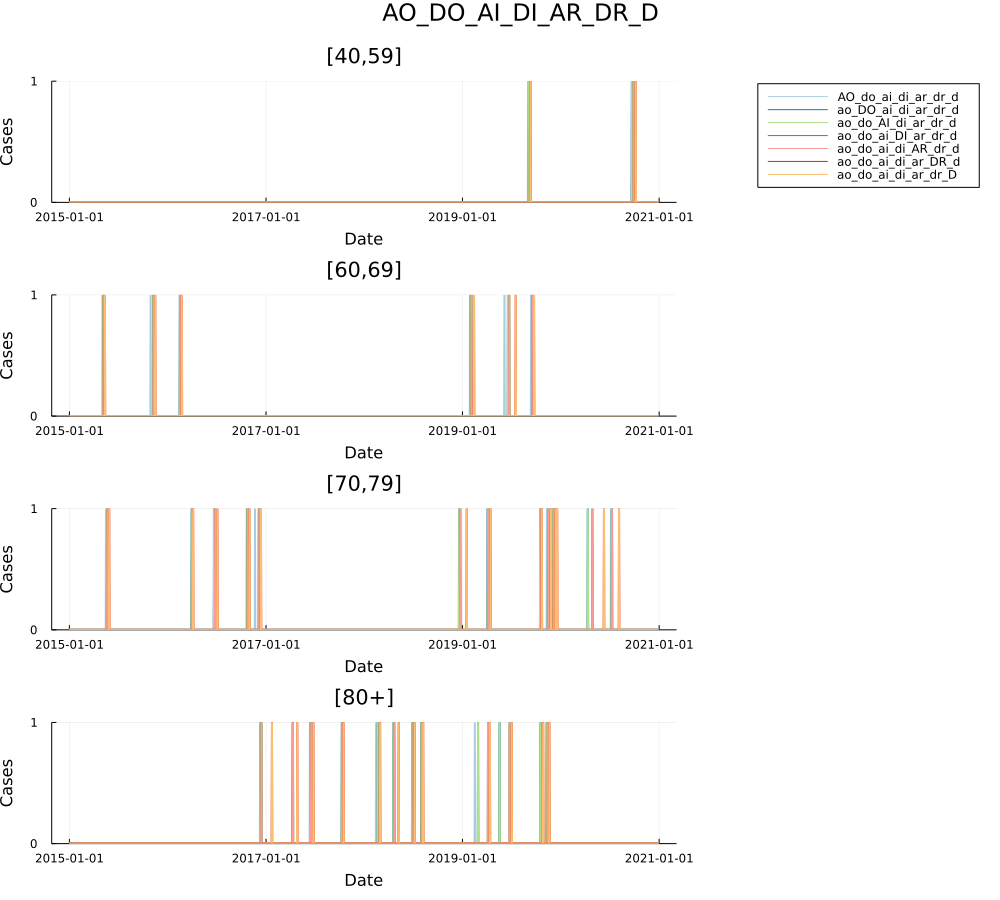 AO_DO_AI_DI_AR_DR_D
[40,59]
1
Cases
0
2015-01-01 2017-01-01 2019-01-01 2021-01-01
Date
AO_do_ai_di_ar_dr_d
ao_DO_ai_di_ar_dr_d
ao_do_AI_di_ar_dr_d
ao_do_ai_DI_ar_dr_d
ao_do_ai_di_AR_dr_d
ao_do_ai_di_ar_DR_d
ao_do_ai_di_ar_dr_D
[60,69]
1
Cases
0
2015-01-01 2017-01-01 2019-01-01 2021-01-01
Date
[70,79]
1
Cases
0
2015-01-01 2017-01-01 2019-01-01 2021-01-01
Date
[80+]
1
Cases
0
2015-01-01 2017-01-01 2019-01-01 2021-01-01
Date